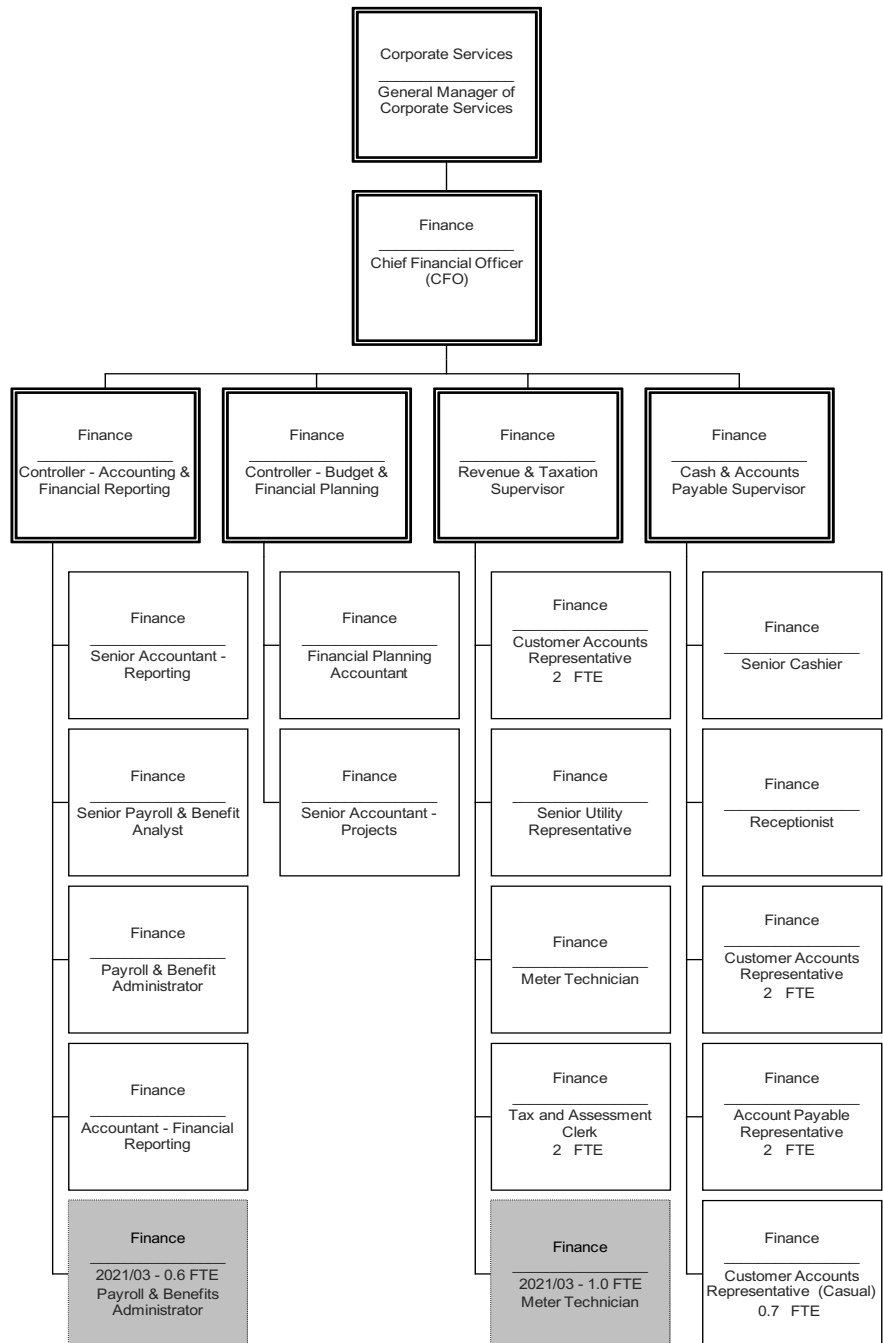 Corporate Services
General Manager of
Corporate Services
Finance
Chief Financial Officer
(CFO)
Finance
Controller - Accounting &
Financial Reporting
Finance
Controller - Budget &
Financial Planning
Finance
Revenue & Taxation
Supervisor
Finance
Cash & Accounts
Payable Supervisor
Finance
Senior Accountant -
Reporting
Finance
Senior Payroll & Benefit
Analyst
Finance
Payroll & Benefit
Administrator
Finance
Accountant - Financial
Reporting
Finance
2021/03 - 0.6 FTE
Payroll & Benefits
Administrator
Finance
Financial Planning
Accountant
Finance
Senior Accountant -
Projects
Finance
Customer Accounts
Representative
2 FTE
Finance
Senior Utility
Representative
Finance
Meter Technician
Finance
Tax and Assessment
Clerk
2 FTE
Finance
2021/03 - 1.0 FTE
Meter Technician
Finance
Senior Cashier
Finance
Receptionist
Finance
Customer Accounts
Representative
2 FTE
Finance
Account Payable
Representative
2 FTE
Finance
Customer Accounts
Representative (Casual)
0.7 FTE